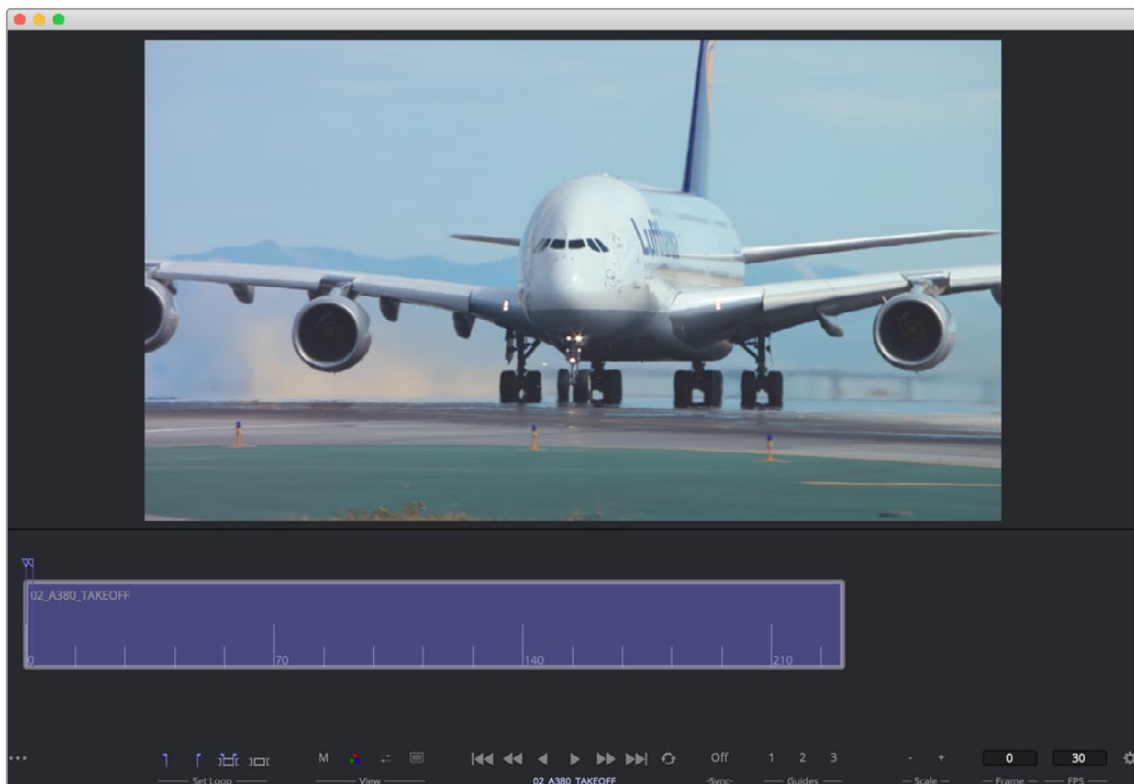 Lufthansa
02_A380_TAKEOFF
0 70 140 210
M Off 1 2 3 - + 0 30
Set Loop View 02_A380_TAKEOFF Sync Guides Scale Frame FPS